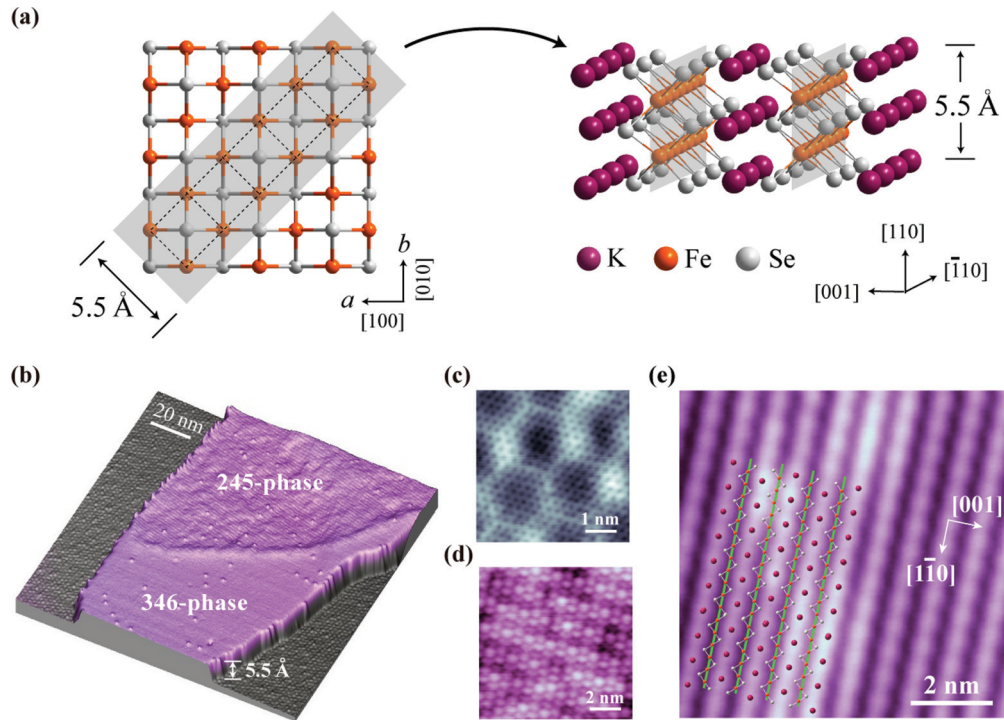 (a)
5.5 Å
b
[010]
a
[100]
5.5 Å
K
Fe
Se
[110]
[1̄10]
[001]
(b)
20 nm
245-phase
346-phase
5.5 Å
(c)
1 nm
(d)
2 nm
(e)
[001]
[11̄0]
2 nm